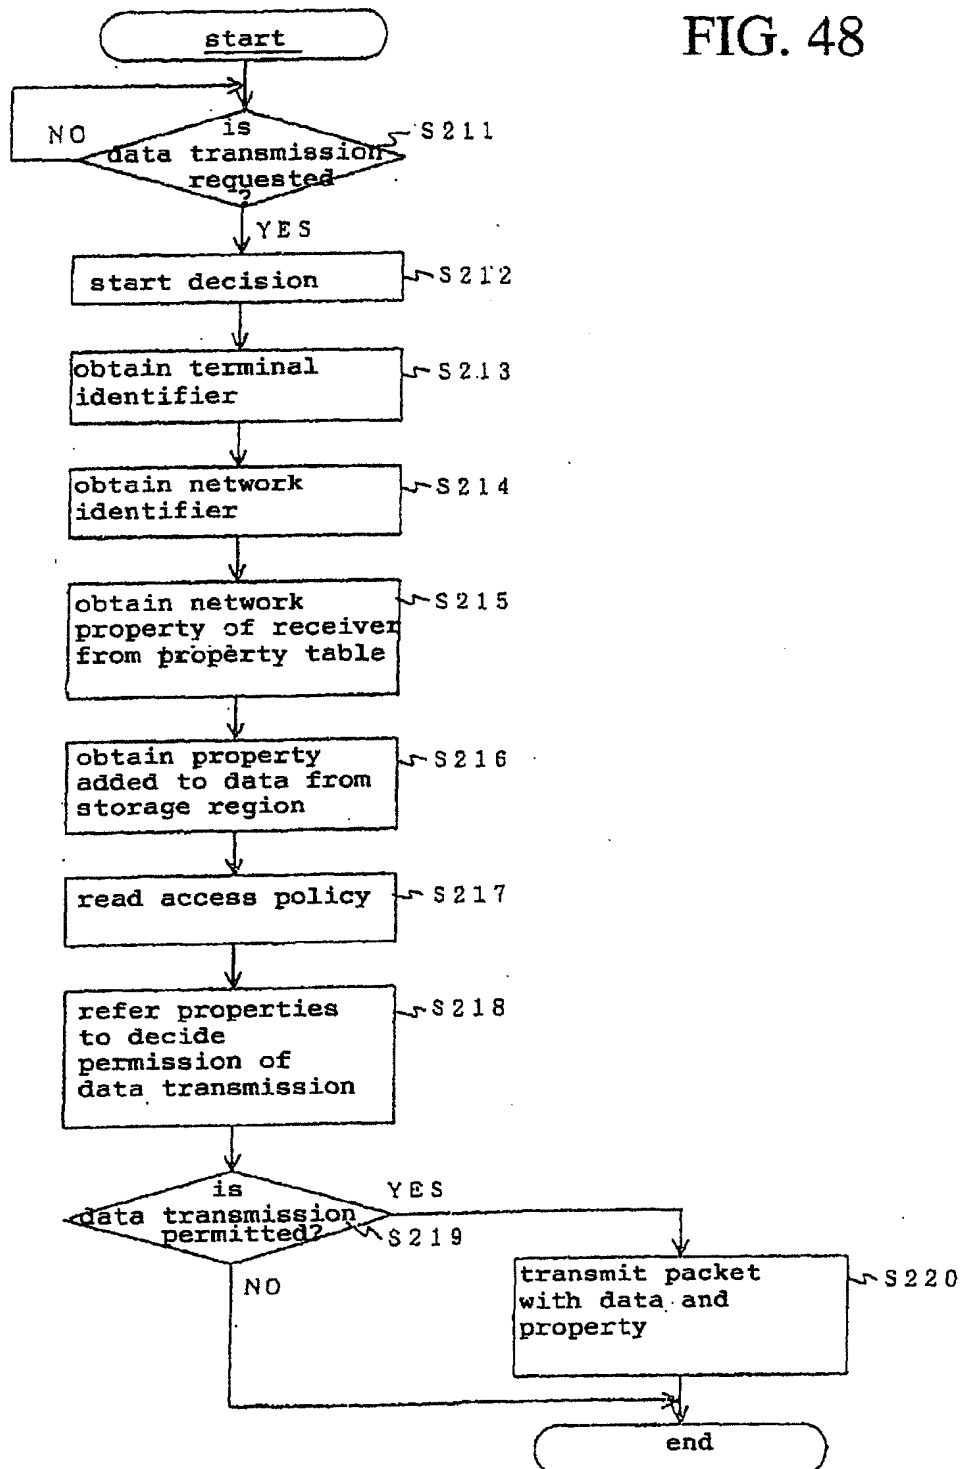 FIG. 48
start
is
data transmission
requested
?
S211
NO
YES
start decision
S212
obtain terminal
identifier
S213
obtain network
identifier
S214
obtain network
property of receiver
from property table
S215
obtain property
added to data from
storage region
S216
read access policy
S217
refer properties
to decide
permission of
data transmission
S218
is
data transmission
permitted?
S219
YES
NO
transmit packet
with data and
property
S220
end